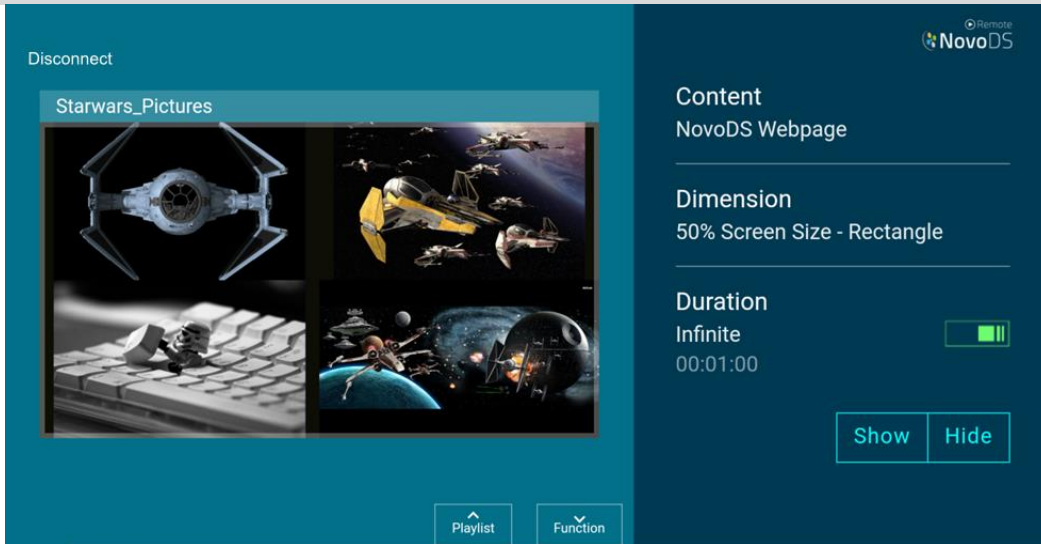 Disconnect
Starwars_Pictures
Playlist
Function
Remote
NovoDS
Content
NovoDS Webpage
Dimension
50% Screen Size - Rectangle
Duration
Infinite
00:01:00
Show
Hide